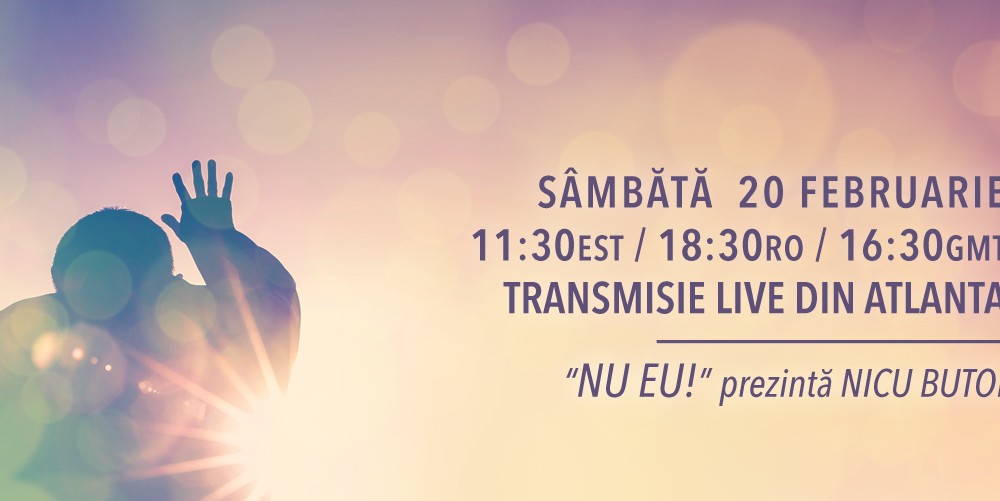 SÂMBĂTĂ 20 FEBRUARIE
11:30EST / 18:30RO / 16:30GMT
TRANSMISIE LIVE DIN ATLANTA
“NU EU!” prezintă NICU